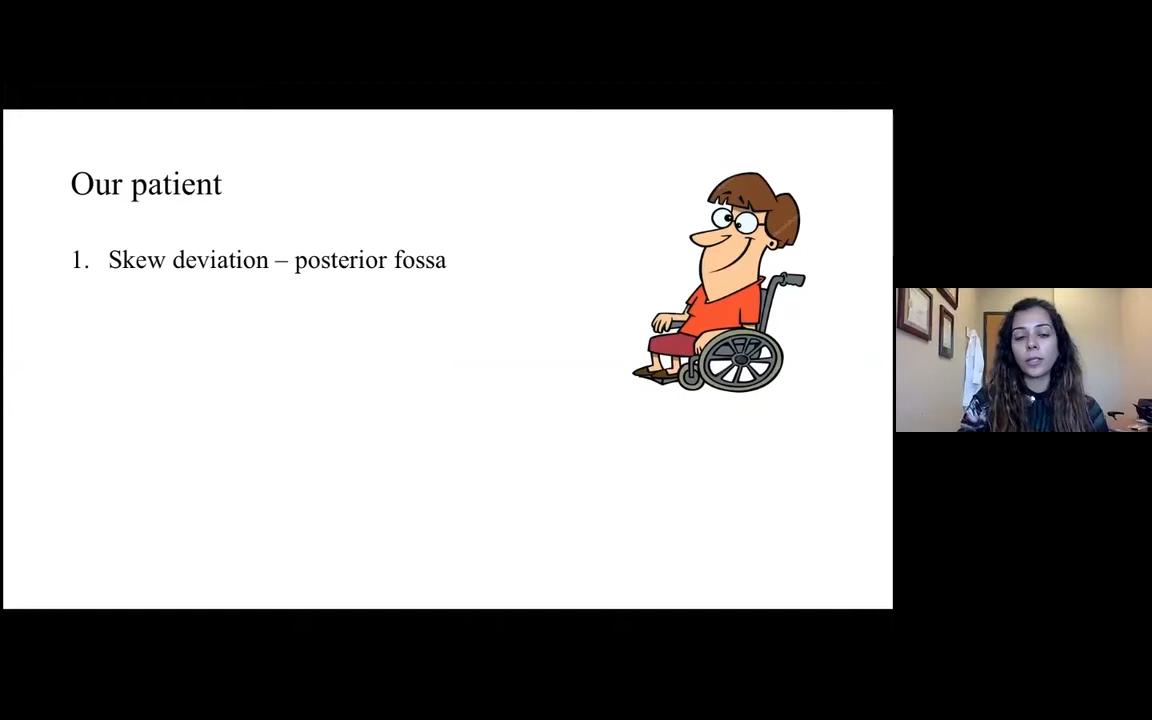 Our patient
1. Skew deviation – posterior fossa